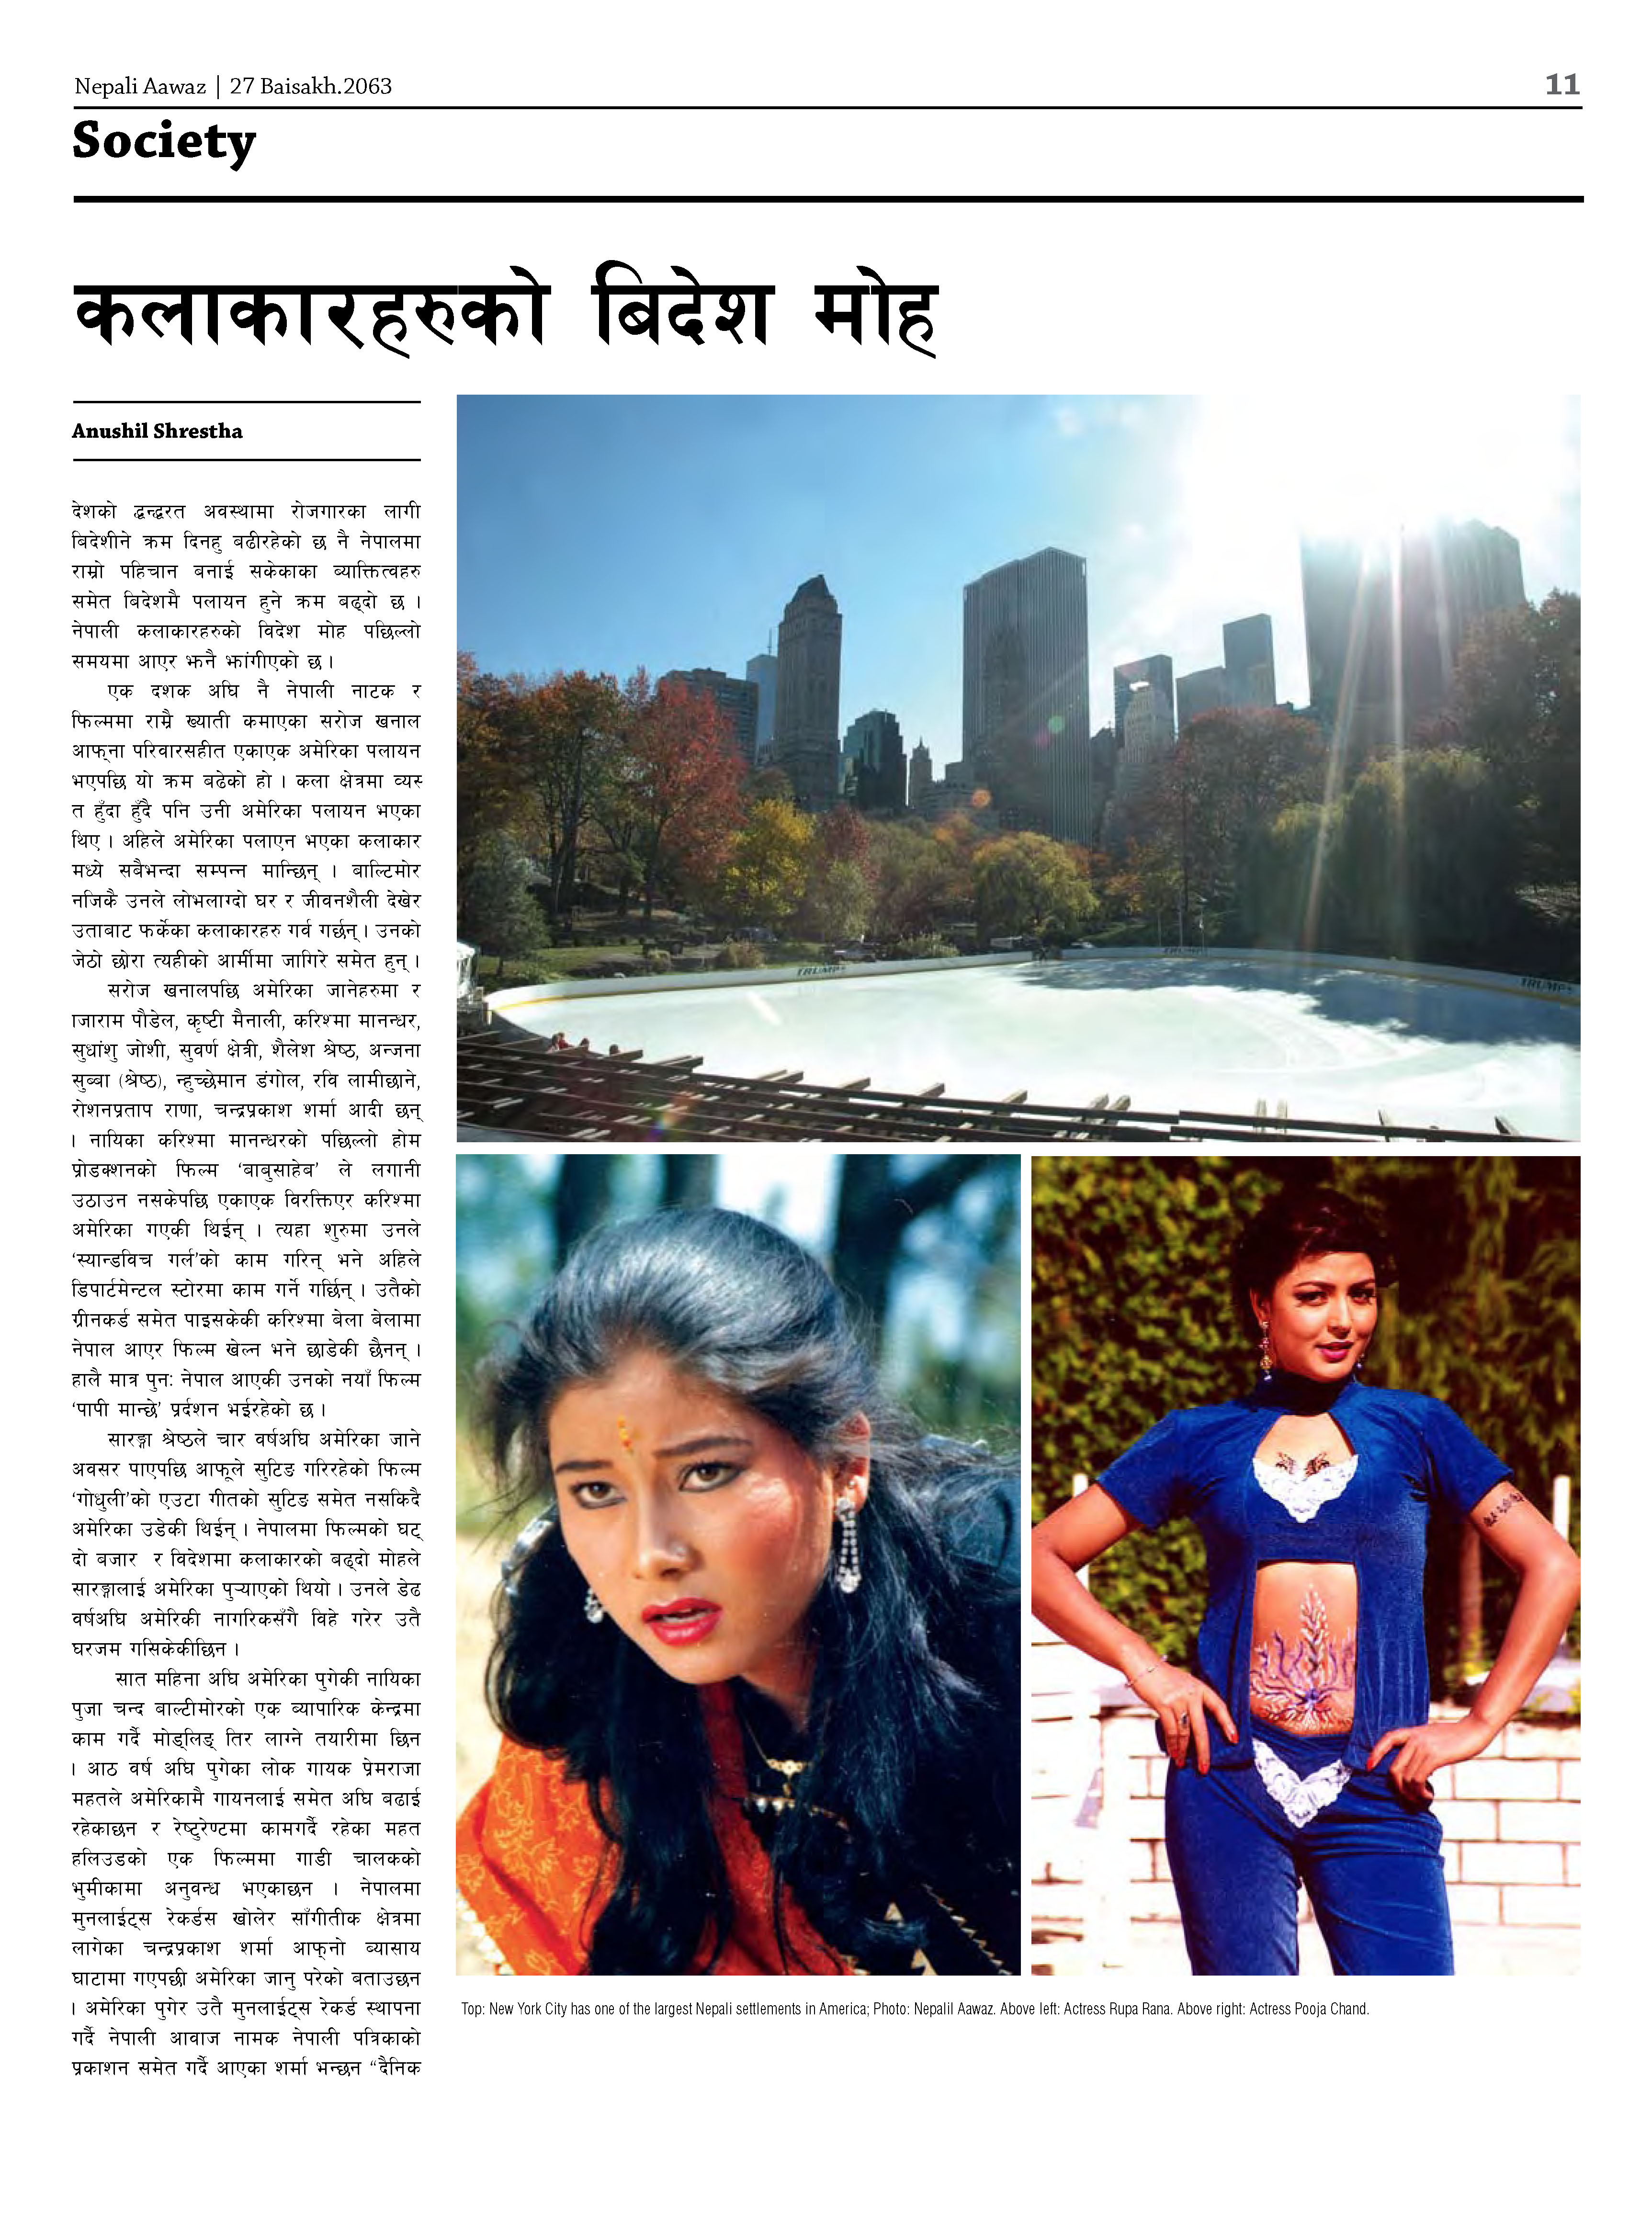 Nepali Aawaz | 27 Baisakh.2063
11
Society
कलाकारहरुको बिदेश मोह
Anushil Shrestha
देशको द्धन्द्धरत अवस्थामा रोजगारका लागी
बिदेशीने क्रम दिनहु बढीरहेको छ नै नेपालमा
राम्रो पहिचान बनाई सकेकाका ब्याक्तित्वहरु
समेत बिदेशमै पलायन हुने क्रम बढ्दो छ ।
नेपाली कलाकारहरुको विदेश मोह पछिल्लो
समयमा आएर झनै झांगीएको छ ।
एक दशक अघि नै नेपाली नाटक र
फिल्ममा राम्रै ख्याती कमाएका सरोज खनाल
आफ्ना परिवारसहीत एकाएक अमेरिका पलायन
भएपछि यो क्रम बढेको हो । कला क्षेत्रमा व्यस्
त हुँदा हुँदै पनि उनी अमेरिका पलायन भएका
थिए । अहिले अमेरिका पलाएन भएका कलाकार
मध्ये सबैभन्दा सम्पन्न मान्छिन् । बाल्टिमोर
नजिकै उनले लोभलाग्दो घर र जीवनशैली देखेर
उताबाट फर्केका कलाकारहरु गर्व गर्छन् । उनको
जेठो छोरा त्यहीको आर्मीमा जागिरे समेत हुन् ।
सरोज खनालपछि अमेरिका जानेहरुमा र
ाजाराम पौडेल, कृष्टी मैनाली, करिश्मा मानन्धर,
सुधांशु जोशी, सुवर्ण क्षेत्री, शैलेश श्रेष्ठ, अन्जना
सुब्बा (श्रेष्ठ), न्हुच्छेमान डंगोल, रवि लामीछाने,
रोशनप्रताप राणा, चन्द्रप्रकाश शर्मा आदी छन्
। नायिका करिश्मा मानन्धरको पछिल्लो होम
प्रोडक्शनको फिल्म ‘बाबुसाहेब’ ले लगानी
उठाउन नसकेपछि एकाएक विरक्तिएर करिश्मा
अमेरिका गएकी थिईन् । त्यहा शुरुमा उनले
‘स्यान्डविच गर्ल’को काम गरिन् भने अहिले
डिपार्टमेन्टल स्टोरमा काम गर्ने गर्छिन् । उतैको
ग्रीनकर्ड समेत पाइसकेकी करिश्मा बेला बेलामा
नेपाल आएर फिल्म खेल्न भने छाडेकी छैनन् ।
हालै मात्र पुनः नेपाल आएकी उनको नयाँ फिल्म
‘पापी मान्छे’ प्रर्दशन भईरहेको छ ।
सारङ्गा श्रेष्ठले चार वर्षअघि अमेरिका जाने
अवसर पाएपछि आफूले सुटिङ गरिरहेको फिल्म
‘गोधुली’को एउटा गीतको सुटिङ समेत नसकिदै
अमेरिका उडेकी थिईन् । नेपालमा फिल्मको घट्
दो बजार र विदेशमा कलाकारको बढ्दो मोहले
सारङ्गालाई अमेरिका पुर्‍याएको थियो । उनले डेढ
वर्षअघि अमेरिकी नागरिकसँगै विहे गरेर उतै
घरजम गसिकेकीछिन ।
सात महिना अघि अमेरिका पुगेकी नायिका
पुजा चन्द बाल्टीमोरको एक ब्यापारिक केन्द्रमा
काम गर्दै मोड्लिङ् तिर लाग्ने तयारीमा छिन
। आठ वर्ष अघि पुगेका लोक गायक प्रेमराजा
महतले अमेरिकामै गायनलाई समेत अघि बढाई
रहेकाछन र रेष्टुरेण्टमा कामगर्दै रहेका महत
हलिउडको एक फिल्ममा गाडी चालकको
भुमीकामा अनुवन्ध भएकाछन । नेपालमा
मुनलाईट्स रेकर्डस खोलेर साँगीतीक क्षेत्रमा
लागेका चन्द्रप्रकाश शर्मा आफ्नो ब्यासाय
घाटामा गएपछी अमेरिका जानु परेको बताउछन
। अमेरिका पुगेर उतै मुनलाईट्स रेकर्ड स्थापना
गर्दै नेपाली आवाज नामक नेपाली पत्रिकाको
प्रकाशन समेत गर्दै आएका शर्मा भन्छन “दैनिक
TRUMP
TRUMP
TRUMP
Top: New York City has one of the largest Nepali settlements in America; Photo: Nepalil Aawaz. Above left: Actress Rupa Rana. Above right: Actress Pooja Chand.